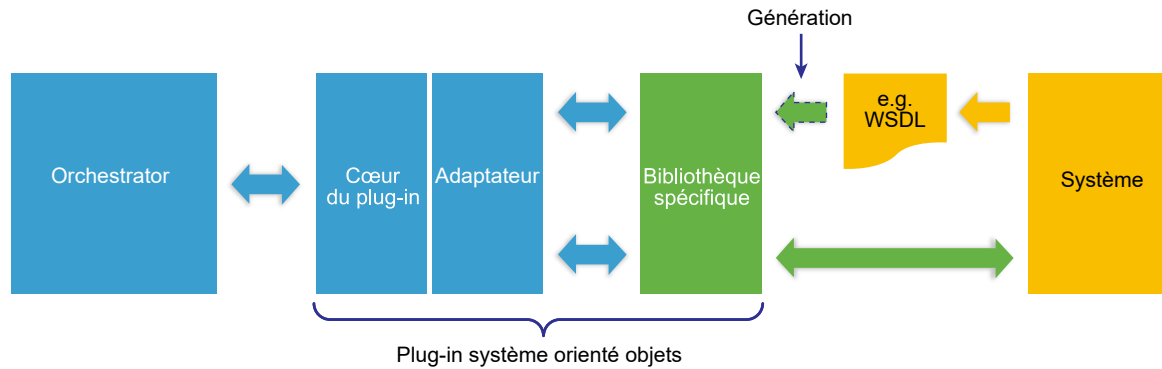 Génération
e.g.
WSDL
Orchestrator
Cœur
du plug-in
Adaptateur
Bibliothèque
spécifique
Système
Plug-in système orienté objets